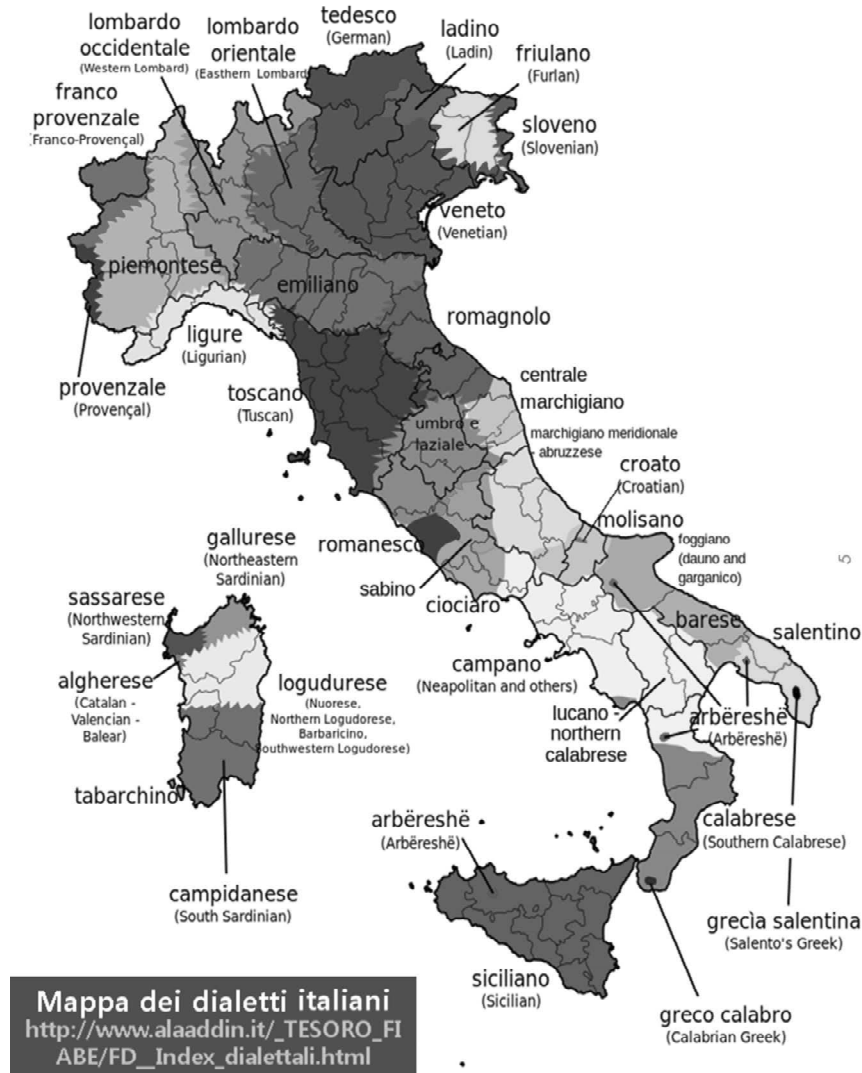 tedesco
(German)
ladino
(Ladin)
lombardo
occidentale
(Western Lombard)
lombardo
orientale
(Easthern Lombard)
friulano
(Furlan)
franco
provenzale
(Franco-Provençal)
sloveno
(Slovenian)
veneto
(Venetian)
piemontese
emiliano
romagnolo
ligure
(Ligurian)
provenzale
(Provençal)
toscano
(Tuscan)
centrale
marchigiano
umbro e
laziale
marchigiano meridionale
- abruzzese
croato
(Croatian)
molisano
romanesco
foggiano
(dauno and
garganico)
5
gallurese
(Northeastern
Sardinian)
sabino
ciociaro
sassarese
(Northwestern
Sardinian)
barese
salentino
algherese
(Catalan -
Valencian -
Balear)
logudurese
(Nuorese,
Northern Logudorese,
Barbaricino,
Southwestern Logudorese)
campano
(Neapolitan and others)
lucano -
northern
calabrese
arbëreshë
(Arbëreshë)
tabarchino
arbëreshë
(Arbëreshë)
calabrese
(Southern Calabrese)
campidanese
(South Sardinian)
grecìa salentina
(Salento's Greek)
siciliano
(Sicilian)
greco calabro
(Calabrian Greek)
Mappa dei dialetti italiani
http://www.alaaddin.it/_TESORO_FI
ABE/FD__Index_dialettali.html